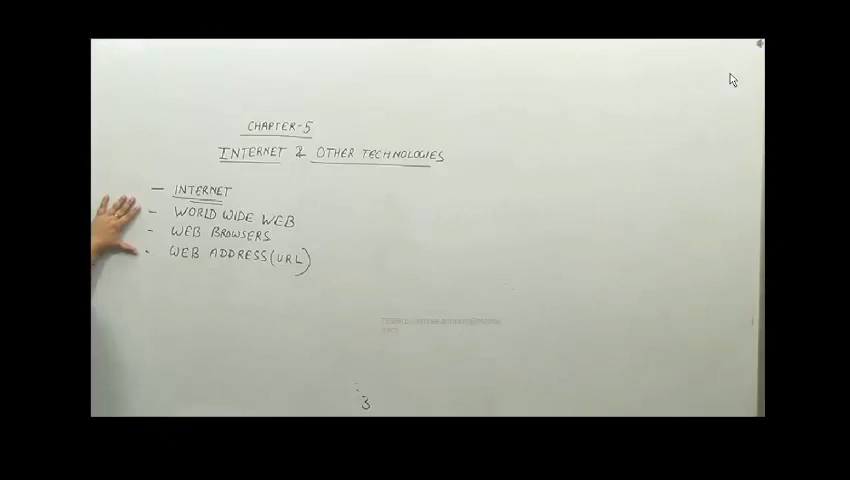 CHAPTER-5
INTERNET & OTHER TECHNOLOGIES
- INTERNET
- WORLD WIDE WEB
- WEB BROWSERS
- WEB ADDRESS (URL)
3